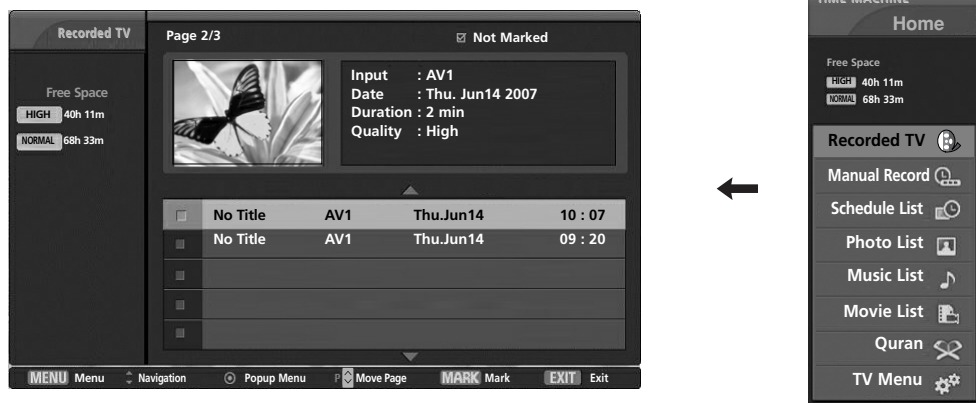 Recorded TV
Page 2/3
Not Marked
Free Space
HIGH 40h 11m
NORMAL 68h 33m
Input : AV1
Date : Thu. Jun14 2007
Duration : 2 min
Quality : High
No Title AV1 Thu.Jun14 10 : 07
No Title AV1 Thu.Jun14 09 : 20
MENU Menu Navigation Popup Menu P Move Page MARK Mark EXIT Exit
TIME MACHINE
Home
Free Space
HIGH 40h 11m
NORMAL 68h 33m
Recorded TV
Manual Record
Schedule List
Photo List
Music List
Movie List
Quran
TV Menu